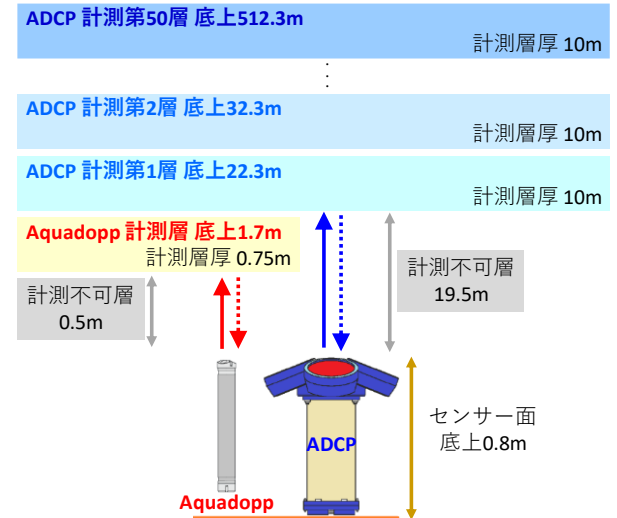 ADCP 計測第50層 底上512.3m
計測層厚 10m
⋮
ADCP 計測第2層 底上32.3m
計測層厚 10m
ADCP 計測第1層 底上22.3m
計測層厚 10m
Aquadopp 計測層 底上1.7m
計測層厚 0.75m
計測不可層
0.5m
計測不可層
19.5m
センサー面
底上0.8m
ADCP
Aquadopp